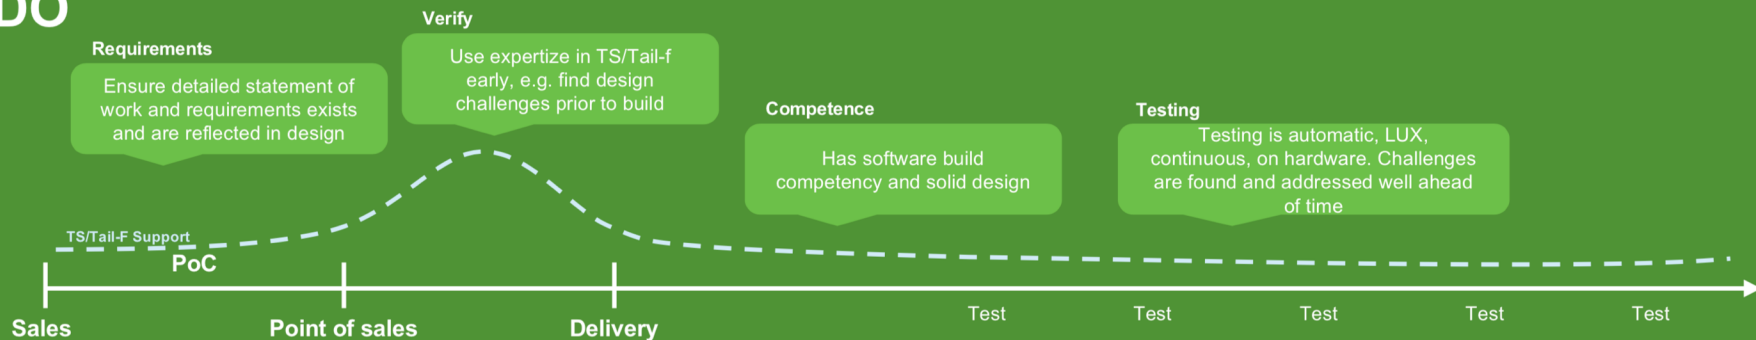 DO
Verify
Use expertize in TS/Tail-f
early, e.g. find design
challenges prior to build
Requirements
Ensure detailed statement of
work and requirements exists
and are reflected in design
Competence
Has software build
competency and solid design
Testing
Testing is automatic, LUX,
continuous, on hardware. Challenges
are found and addressed well ahead
of time
TS/Tail-F Support
PoC
Sales
Point of sales
Delivery
Test
Test
Test
Test
Test